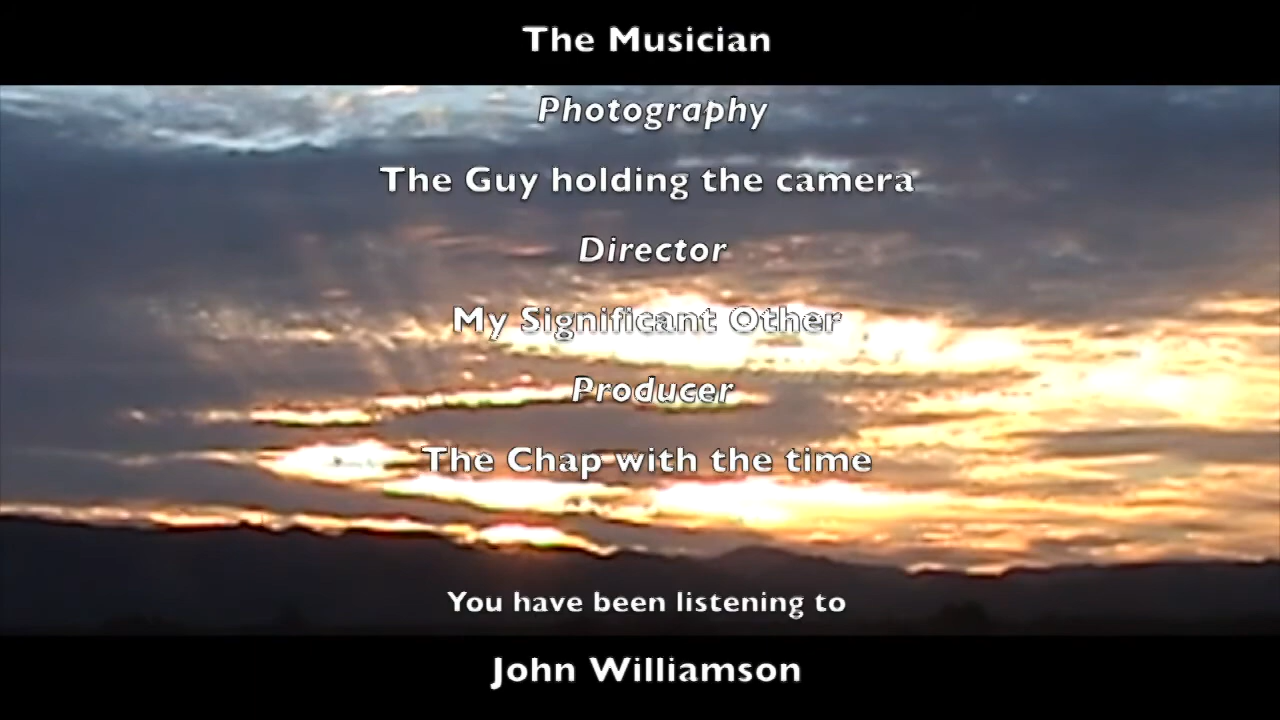 The Musician
Photography
The Guy holding the camera
Director
My Significant Other
Producer
The Chap with the time
You have been listening to
John Williamson